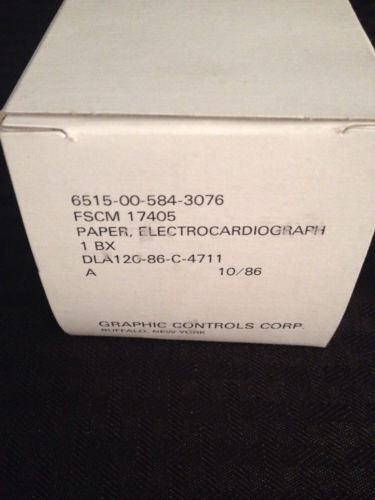 6515-00-584-3076
FSCM 17405
PAPER, ELECTROCARDIOGRAPH
1 BX
DLA120-86-C-4711
A 10/86
GRAPHIC CONTROLS CORP.
BUFFALO, NEW YORK